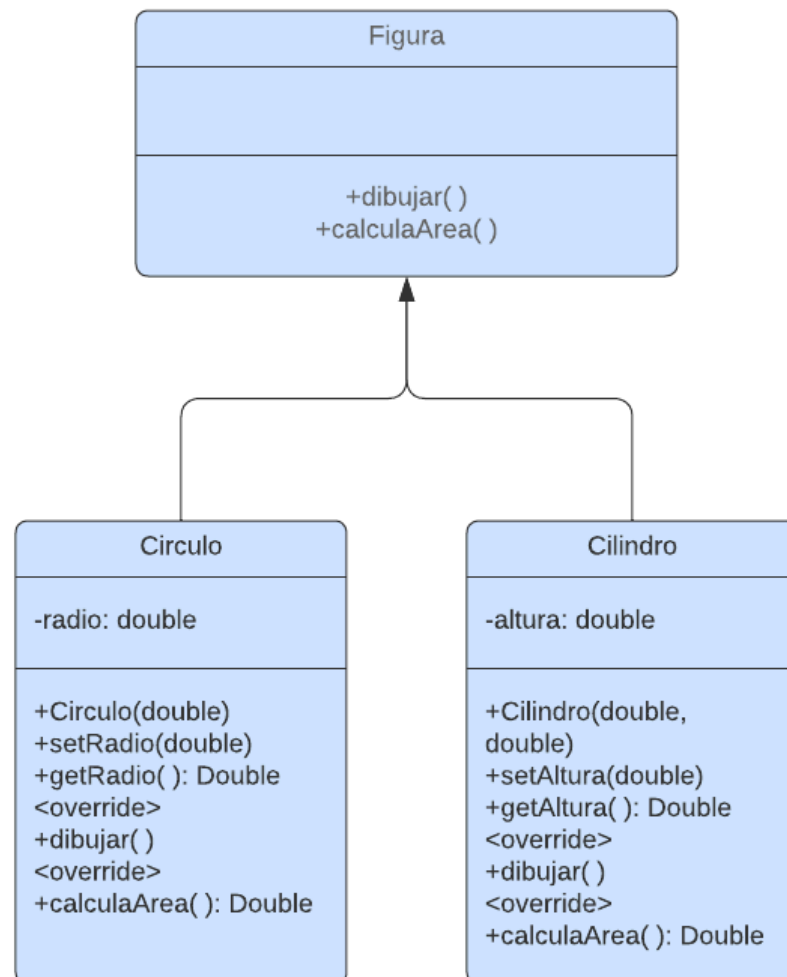 Figura
+dibujar( )
+calculaArea( )
Circulo
-radio: double
+Circulo(double)
+setRadio(double)
+getRadio( ): Double
<override>
+dibujar( )
<override>
+calculaArea( ): Double
Cilindro
-altura: double
+Cilindro(double,
double)
+setAltura(double)
+getAltura( ): Double
<override>
+dibujar( )
<override>
+calculaArea( ): Double